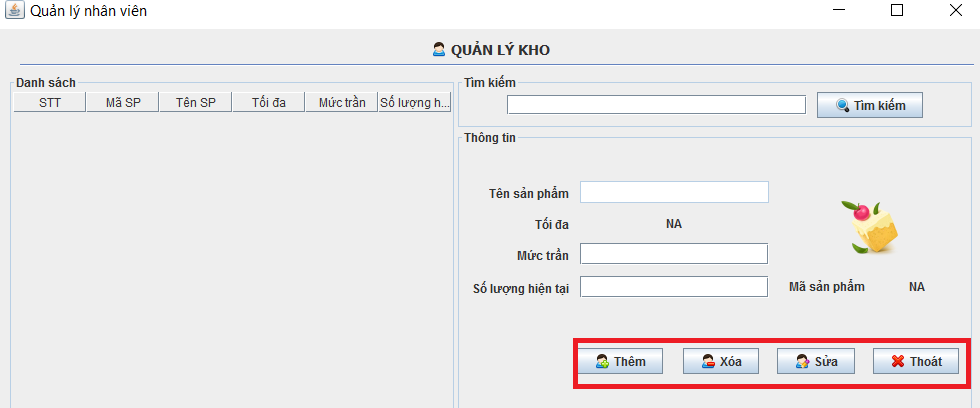 Quản lý nhân viên
QUẢN LÝ KHO
Danh sách
STT Mã SP Tên SP Tối đa Mức trần Số lượng h...
Tìm kiếm
Tìm kiếm
Thông tin
Tên sản phẩm
Tối đa NA
Mức trần
Số lượng hiện tại
Mã sản phẩm NA
Thêm Xóa Sửa Thoát